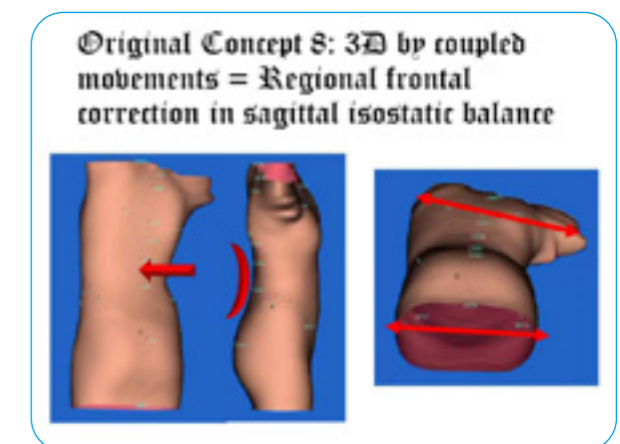 Original Concept 8: 3D by coupled
movements = Regional frontal
correction in sagittal isostatic balance